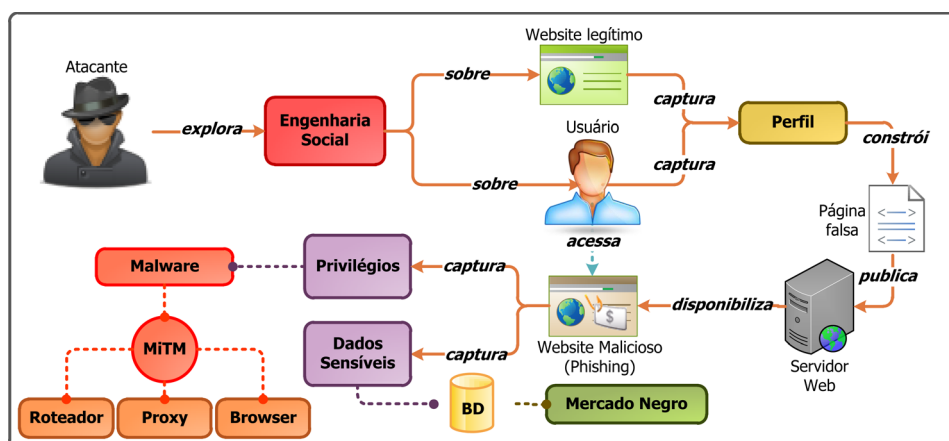 Website legítimo
Atacante
sobre
captura
explora
Engenharia
Social
Usuário
Perfil
constrói
captura
sobre
Página
falsa
<—>
<—>
acessa
Malware
Privilégios
captura
publica
disponibiliza
$
MiTM
Dados
Sensíveis
captura
Website Malicioso
(Phishing)
Servidor
Web
Roteador
Proxy
Browser
BD
Mercado Negro